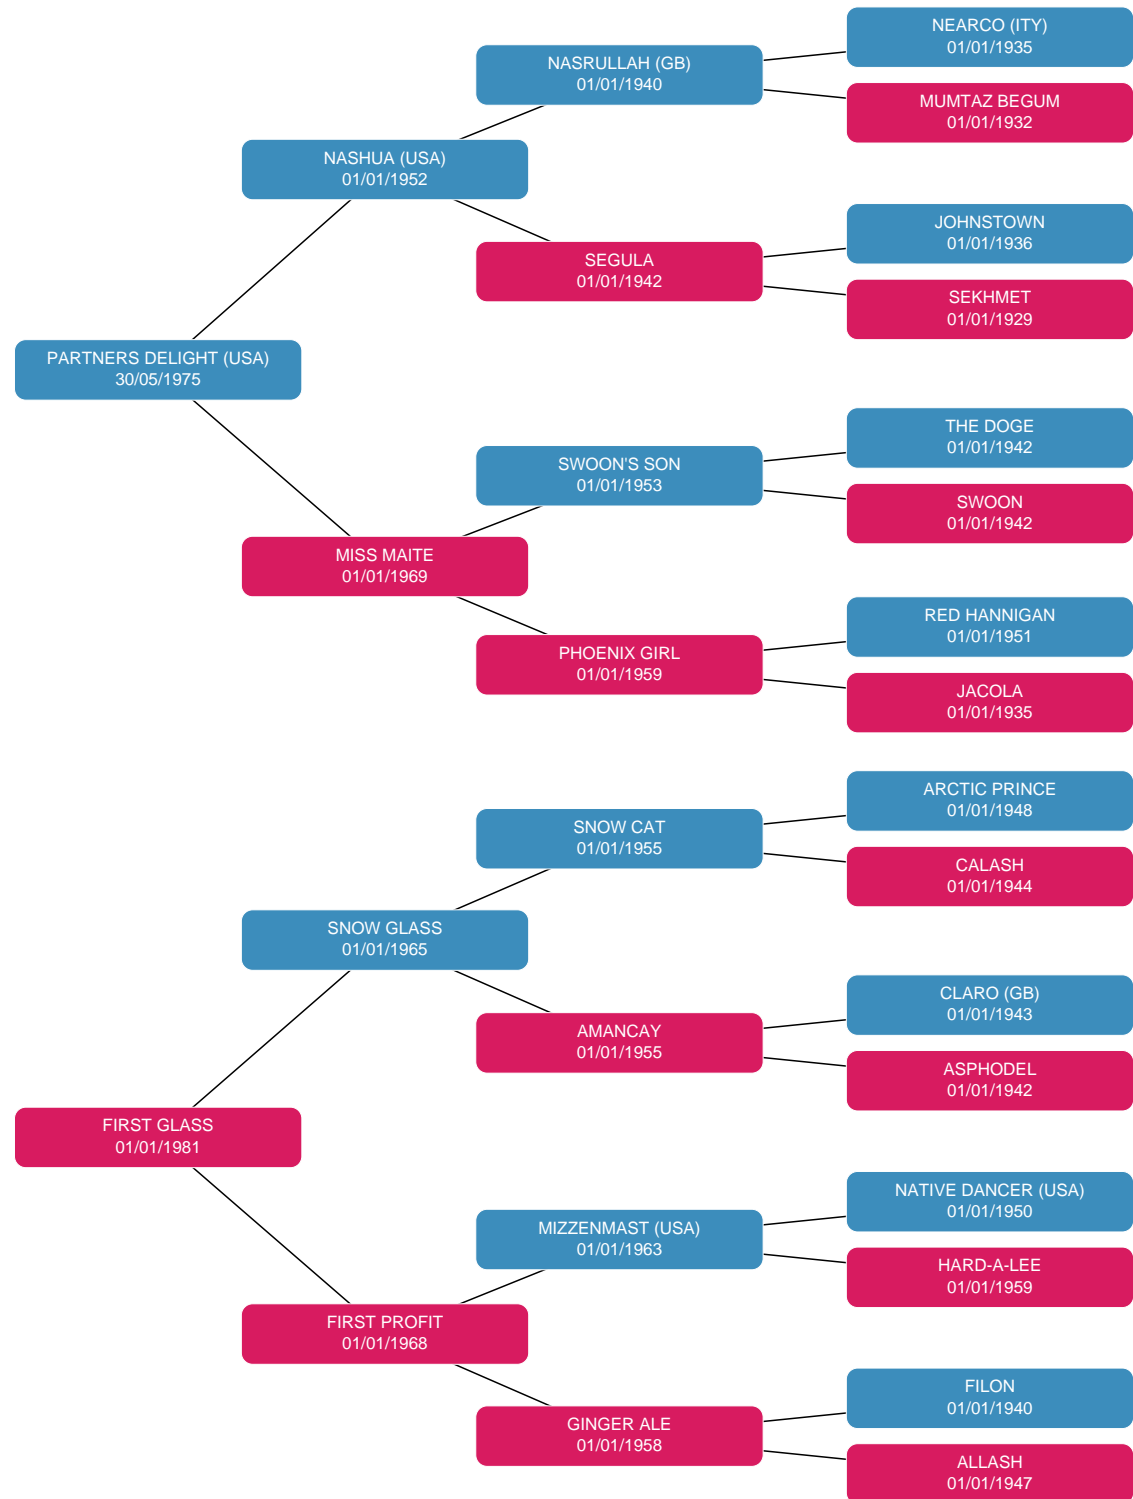 NEARCO (ITY)
01/01/1935
NASRULLAH (GB)
01/01/1940
MUMTAZ BEGUM
01/01/1932
NASHUA (USA)
01/01/1952
JOHNSTOWN
01/01/1936
SEGULA
01/01/1942
SEKHMET
01/01/1929
PARTNERS DELIGHT (USA)
30/05/1975
THE DOGE
01/01/1942
SWOON'S SON
01/01/1953
SWOON
01/01/1942
MISS MAITE
01/01/1969
RED HANNIGAN
01/01/1951
PHOENIX GIRL
01/01/1959
JACOLA
01/01/1935
ARCTIC PRINCE
01/01/1948
SNOW CAT
01/01/1955
CALASH
01/01/1944
SNOW GLASS
01/01/1965
CLARO (GB)
01/01/1943
AMANCAY
01/01/1955
ASPHODEL
01/01/1942
FIRST GLASS
01/01/1981
NATIVE DANCER (USA)
01/01/1950
MIZZENMAST (USA)
01/01/1963
HARD-A-LEE
01/01/1959
FIRST PROFIT
01/01/1968
FILON
01/01/1940
GINGER ALE
01/01/1958
ALLASH
01/01/1947